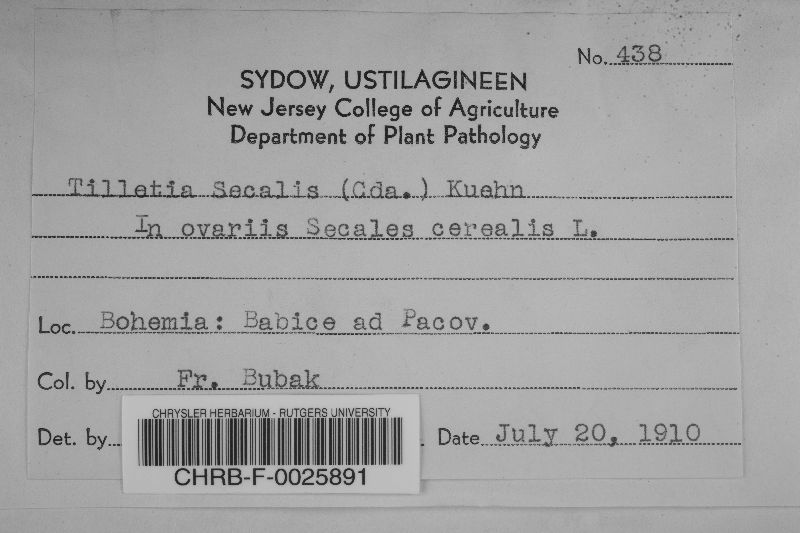 No. 438
SYDOW, USTILAGINEEN
New Jersey College of Agriculture
Department of Plant Pathology
Tilletia Secalis (Cda.) Kuehn
In ovariis Secales cerealis L.
Loc. Bohemia: Babice ad Pacov.
Col. by Fr. Bubak
Det. by Date July 20, 1910
CHRYSLER HERBARIUM - RUTGERS UNIVERSITY
CHRB-F-0025891